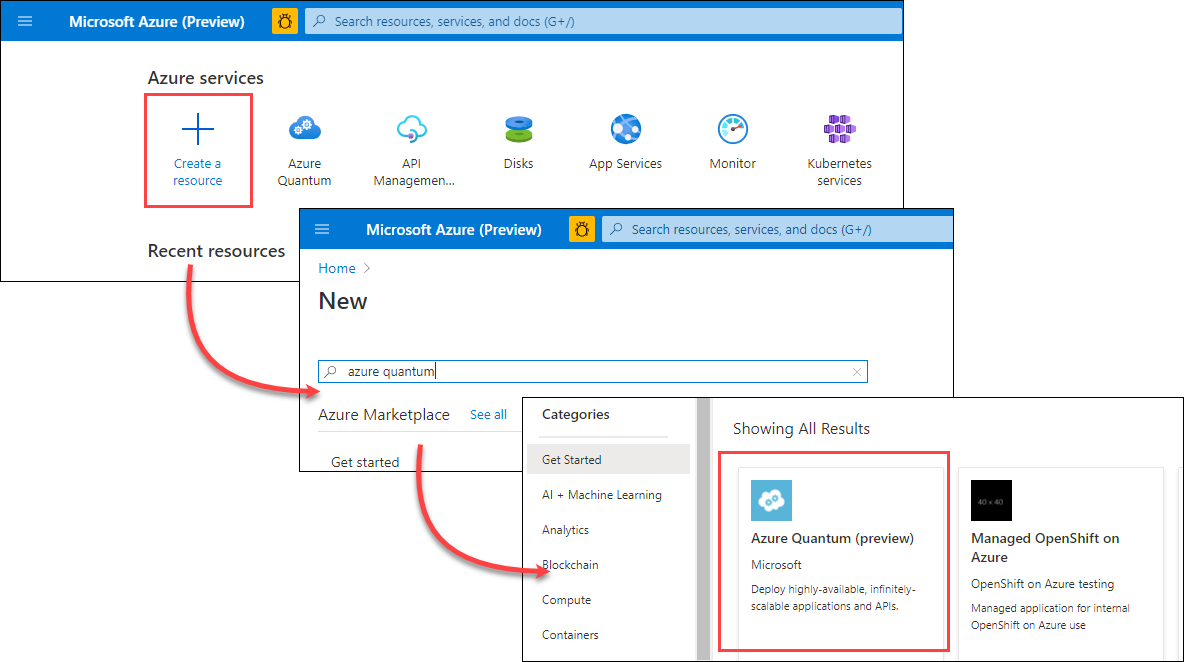 Microsoft Azure (Preview)
Search resources, services, and docs (G+/)
Azure services
Create a
resource
Azure
Quantum
API
Managemen...
Disks
App Services
Monitor
Kubernetes
services
Recent resources
Microsoft Azure (Preview)
Search resources, services, and docs (G+/)
Home
New
azure quantum
Azure Marketplace See all
Get started
Categories
Get Started
AI + Machine Learning
Analytics
Blockchain
Compute
Containers
Showing All Results
Azure Quantum (preview)
Microsoft
Deploy highly-available, infinitely-
scalable applications and APIs.
40 × 40
Managed OpenShift on
Azure
OpenShift on Azure testing
Managed application for internal
OpenShift on Azure use